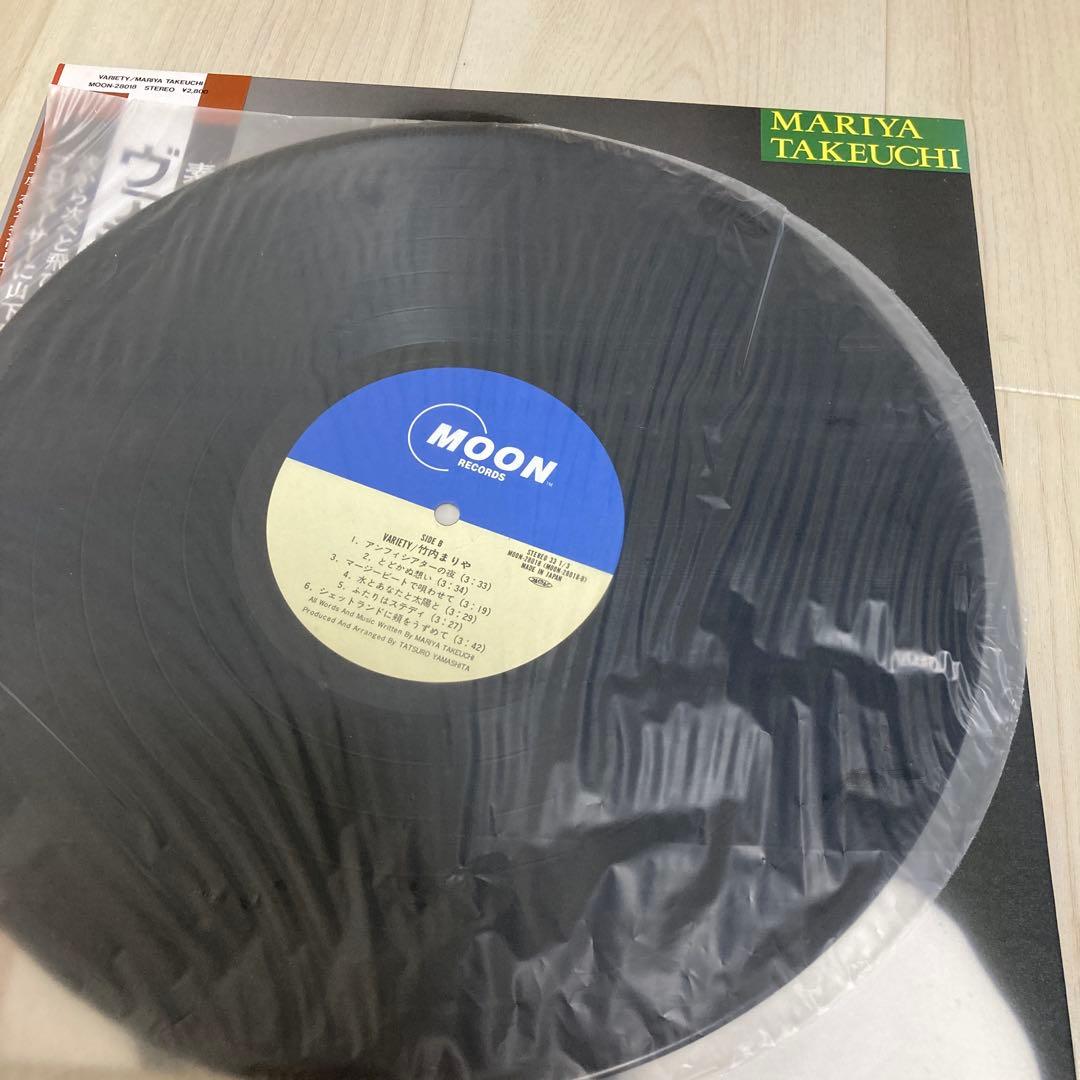 VARIETY/MARIYA TAKEUCHI
MOON-28018 STEREO ¥2,800
MARIYA
TAKEUCHI
MOON
RECORDS
TM
SIDE B
VARIETY/竹内まりや
1. アンフィシアターの夜 (3:33)
2. とどかぬ想い (3:34)
3. マージービートで唄わせて (3:19)
4. 水とあなたと太陽と (3:29)
5. ふたりはステディ (3:27)
6. シェットランドに頬をうずめて (3:42)
All Words And Music Written By MARIYA TAKEUCHI
Produced And Arranged By TATSURO YAMASHITA
STEREO 33 1/3
MOON-28018 (MOON-28018-B)
MADE IN JAPAN